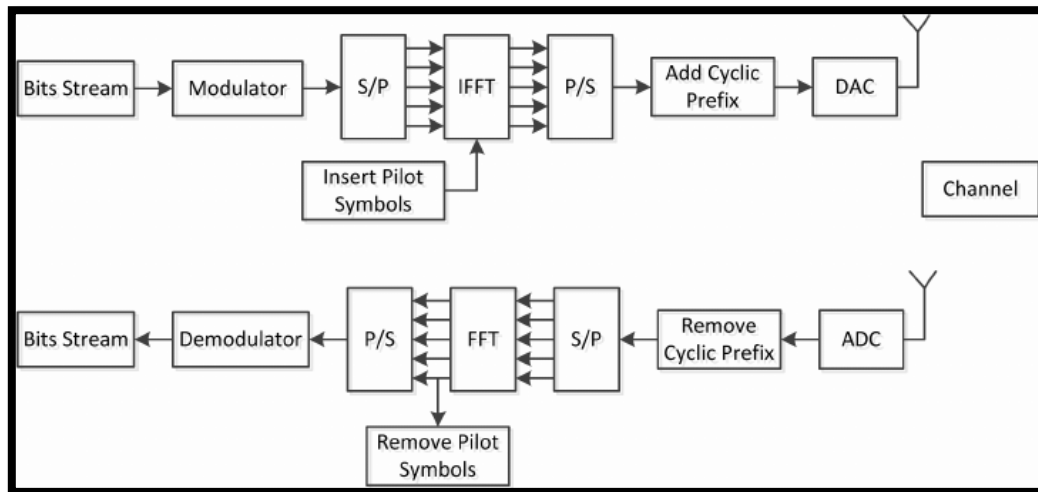 Bits Stream
Modulator
S/P
IFFT
P/S
Add Cyclic
Prefix
DAC
Insert Pilot
Symbols
Channel
Bits Stream
Demodulator
P/S
FFT
S/P
Remove
Cyclic Prefix
ADC
Remove Pilot
Symbols